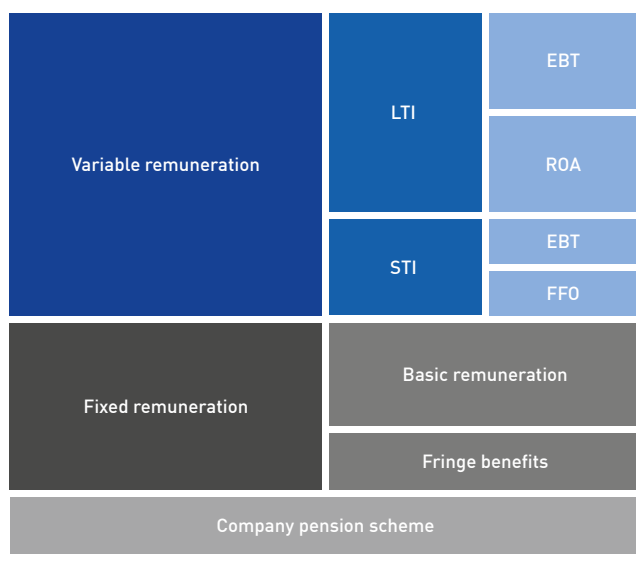 Variable remuneration
LTI
EBT
ROA
STI
EBT
FFO
Fixed remuneration
Basic remuneration
Fringe benefits
Company pension scheme